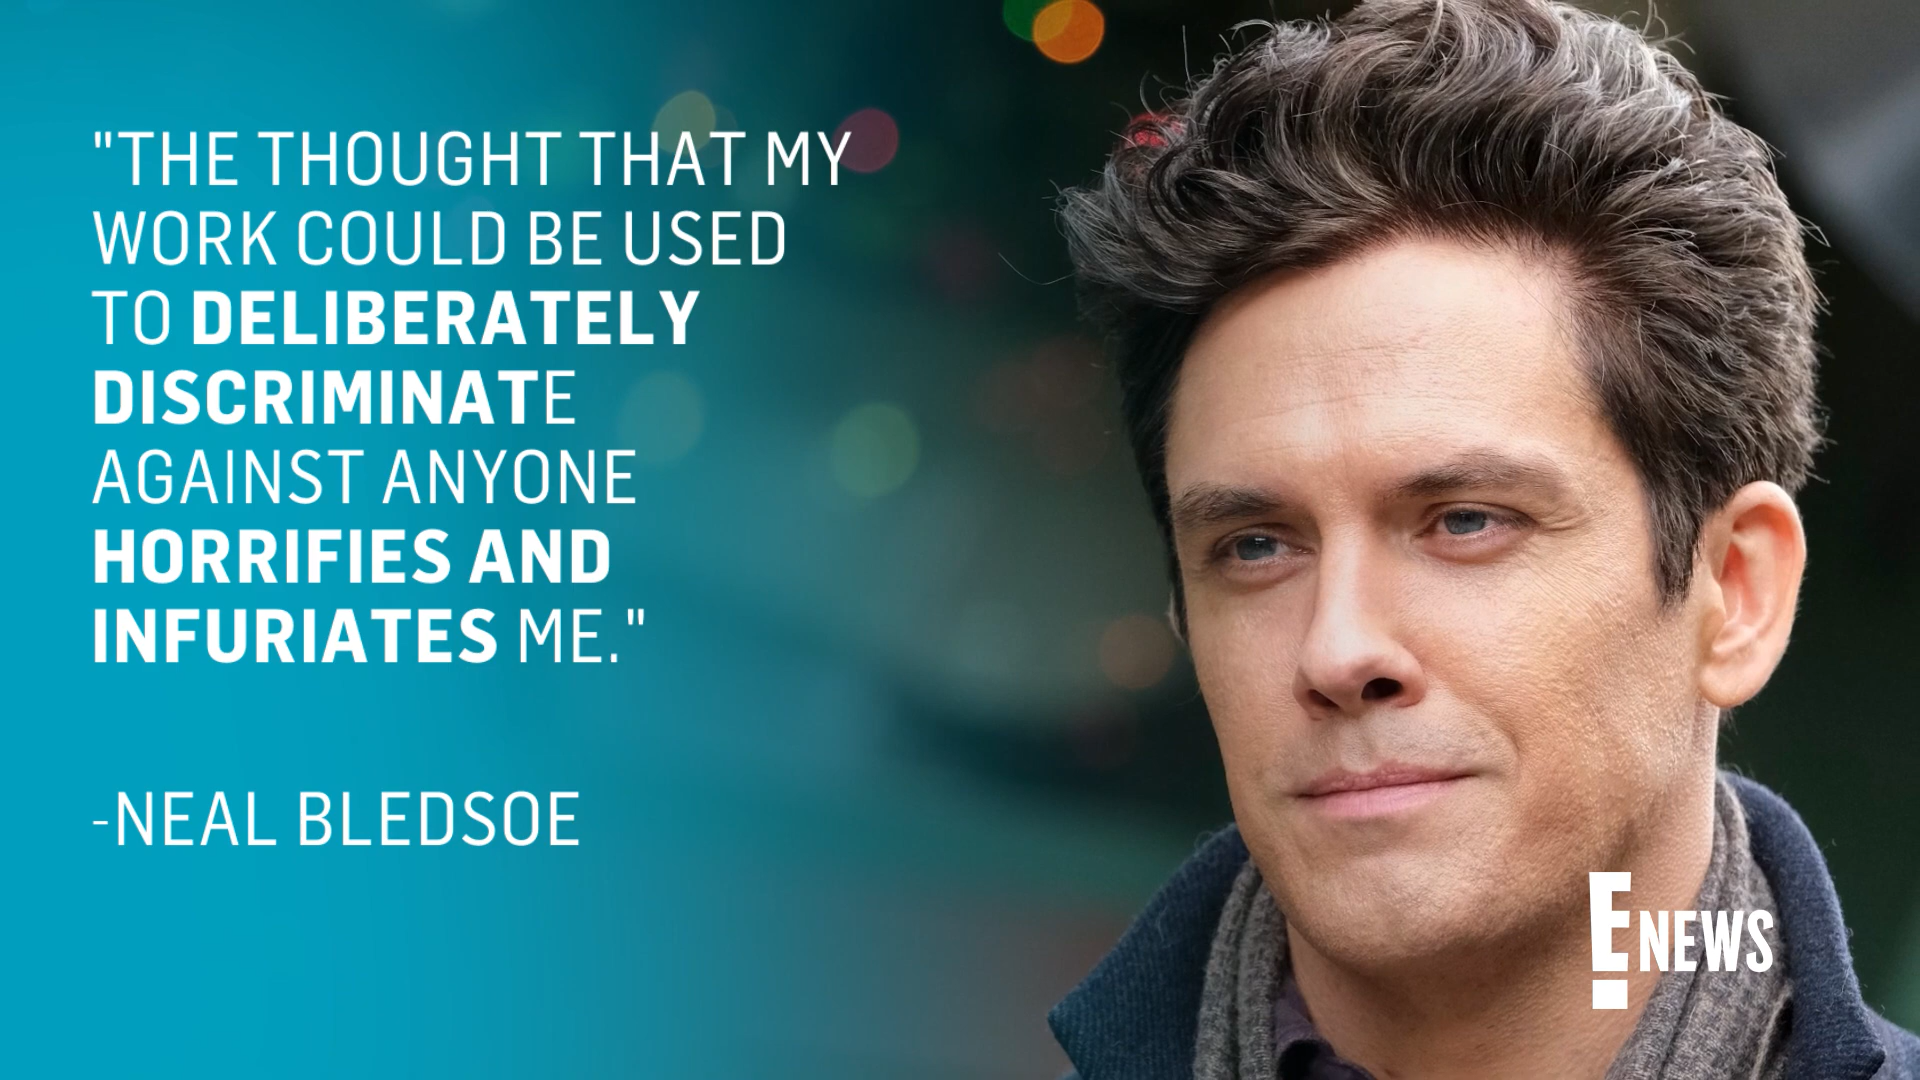 "THE THOUGHT THAT MY
WORK COULD BE USED
TO DELIBERATELY
DISCRIMINATE
AGAINST ANYONE
HORRIFIES AND
INFURIATES ME."
-NEAL BLEDSOE
E NEWS